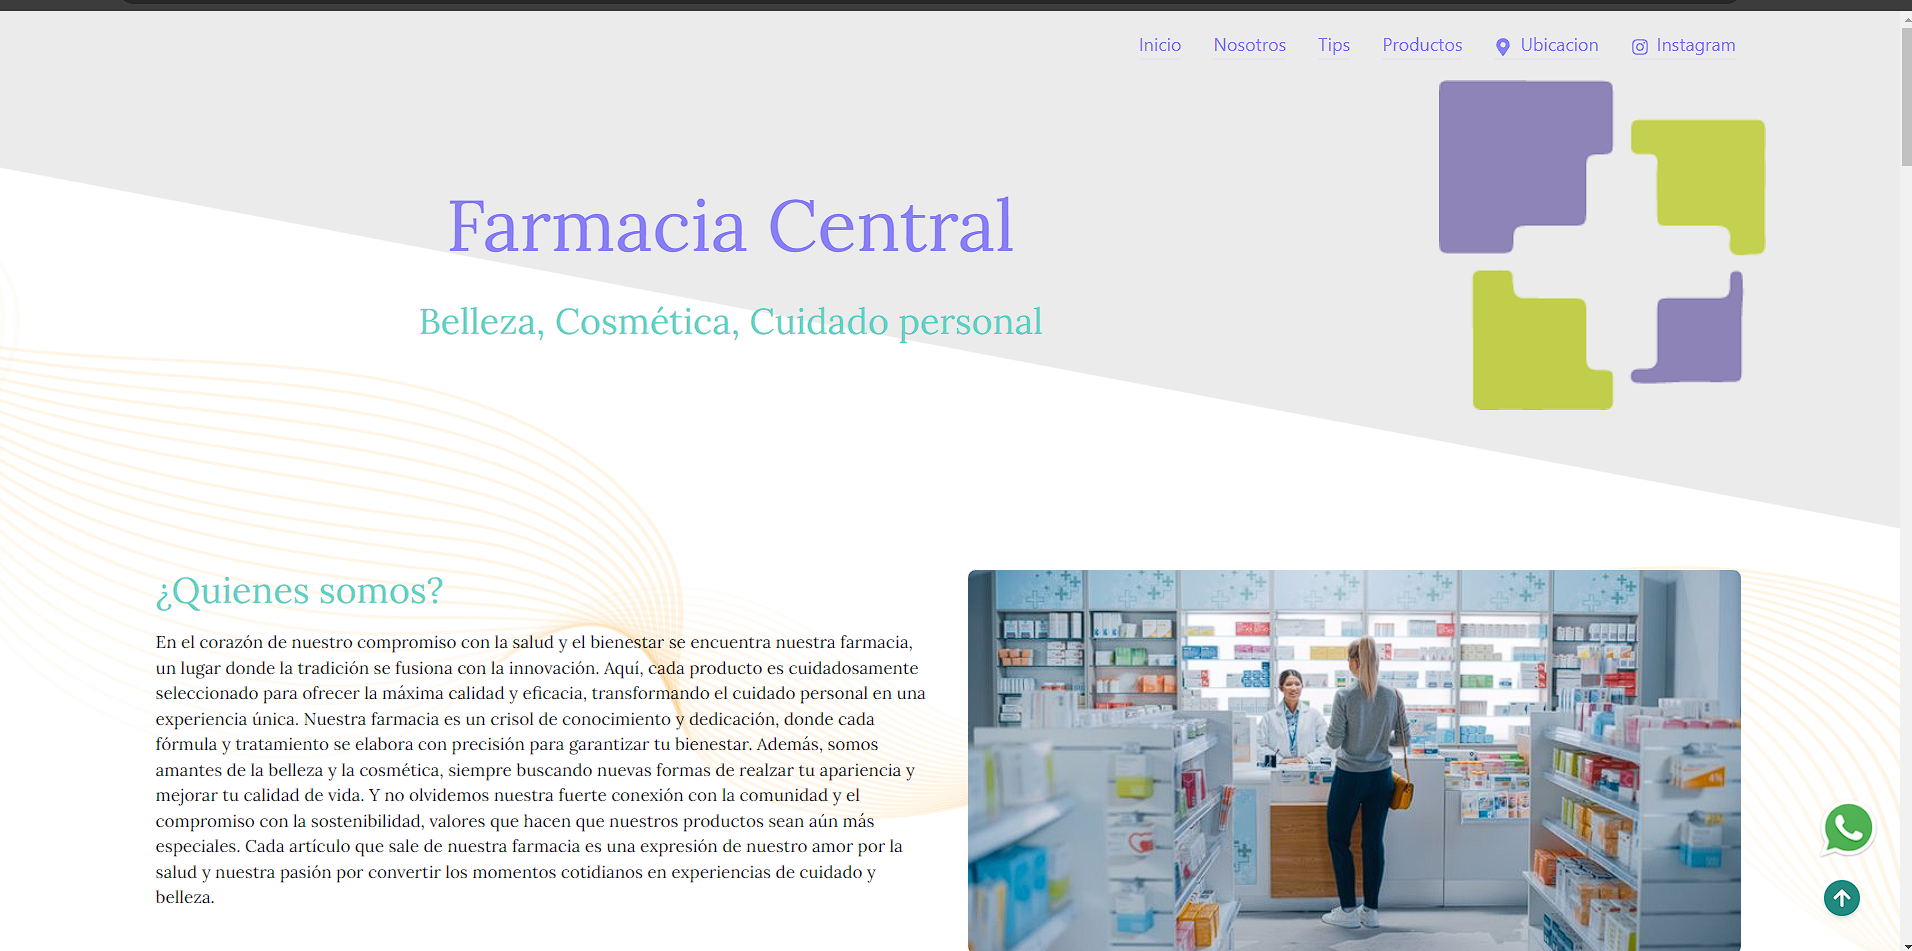 Inicio Nosotros Tips Productos Ubicacion Instagram
Farmacia Central
Belleza, Cosmética, Cuidado personal
¿Quienes somos?
En el corazón de nuestro compromiso con la salud y el bienestar se encuentra nuestra farmacia,
un lugar donde la tradición se fusiona con la innovación. Aquí, cada producto es cuidadosamente
seleccionado para ofrecer la máxima calidad y eficacia, transformando el cuidado personal en una
experiencia única. Nuestra farmacia es un crisol de conocimiento y dedicación, donde cada
fórmula y tratamiento se elabora con precisión para garantizar tu bienestar. Además, somos
amantes de la belleza y la cosmética, siempre buscando nuevas formas de realzar tu apariencia y
mejorar tu calidad de vida. Y no olvidemos nuestra fuerte conexión con la comunidad y el
compromiso con la sostenibilidad, valores que hacen que nuestros productos sean aún más
especiales. Cada artículo que sale de nuestra farmacia es una expresión de nuestro amor por la
salud y nuestra pasión por convertir los momentos cotidianos en experiencias de cuidado y
belleza.